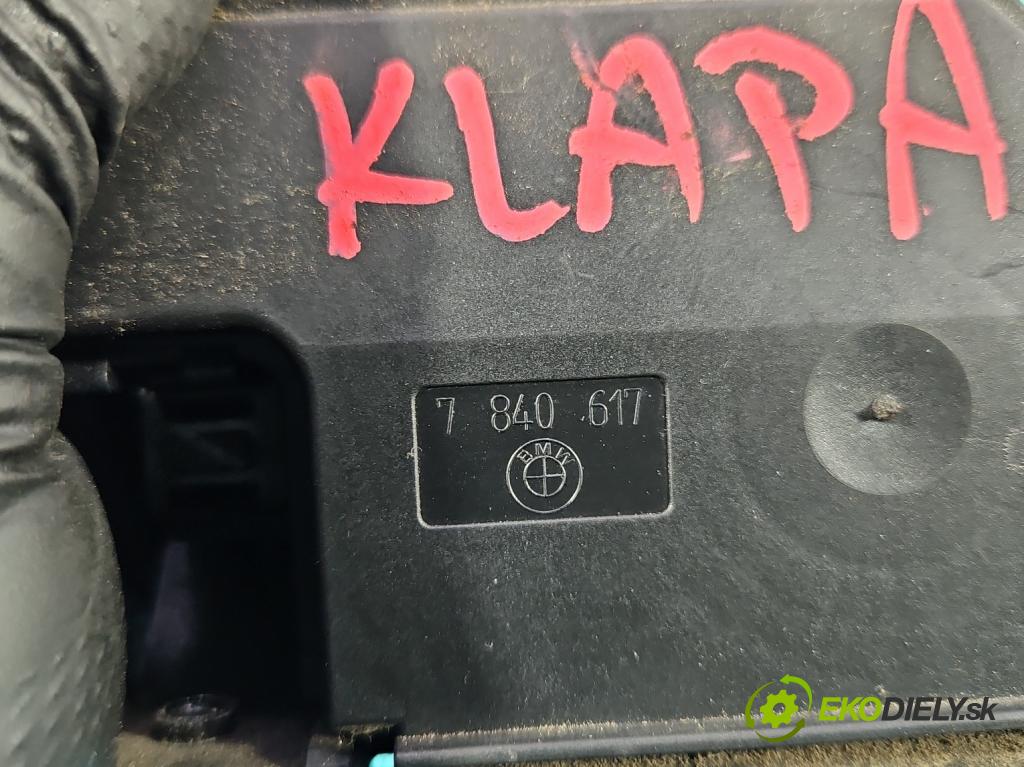 KLAPA
7 840 617
BMW
EKODIELY.sk